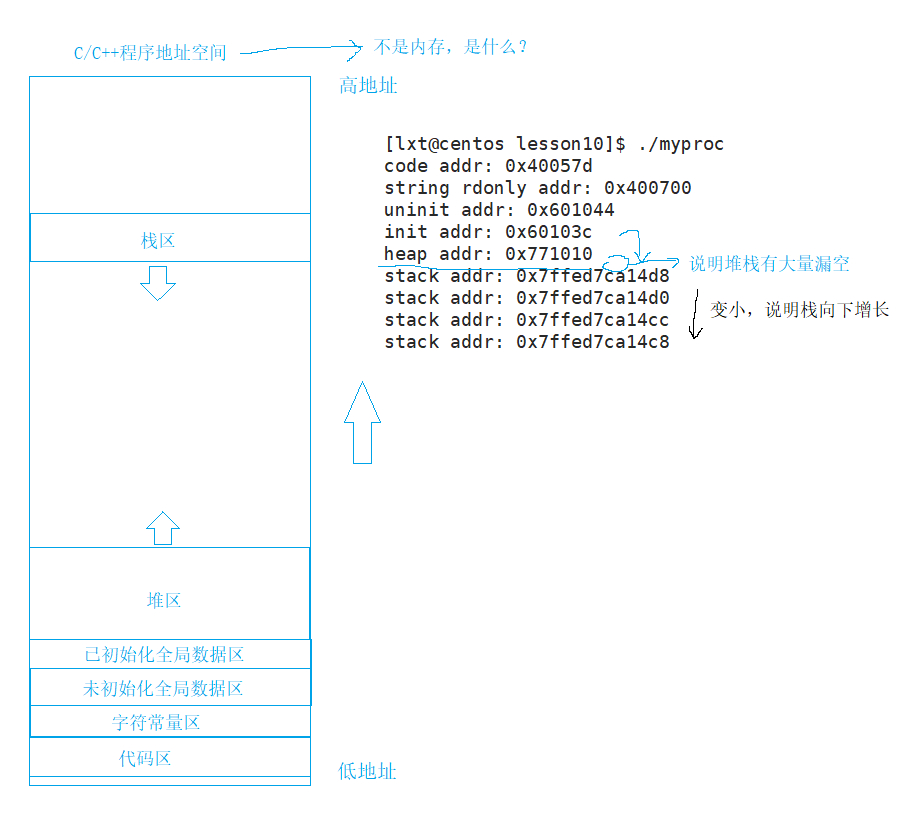 C/C++程序地址空间
不是内存，是什么？
高地址
[lxt@centos lesson10]$ ./myproc
code addr: 0x40057d
string rdonly addr: 0x400700
uninit addr: 0x601044
init addr: 0x60103c
heap addr: 0x771010
说明堆栈有大量漏空
stack addr: 0x7ffed7ca14d8
stack addr: 0x7ffed7ca14d0
stack addr: 0x7ffed7ca14cc
stack addr: 0x7ffed7ca14c8
变小，说明栈向下增长
栈区
堆区
已初始化全局数据区
未初始化全局数据区
字符常量区
代码区
低地址